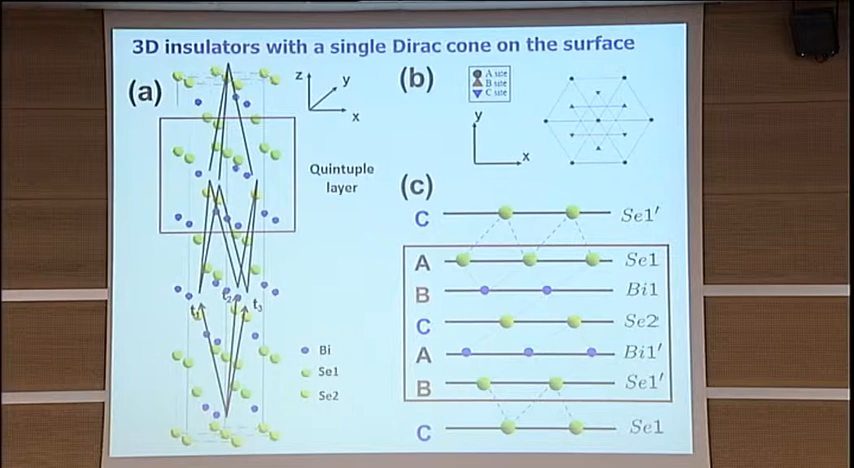 3D insulators with a single Dirac cone on the surface
(a)
z
y
x
Quintuple
layer
t1
t2
t3
Bi
Se1
Se2
(b)
A site
B site
C site
y
x
(c)
C Se1′
A Se1
B Bi1
C Se2
A Bi1′
B Se1′
C Se1